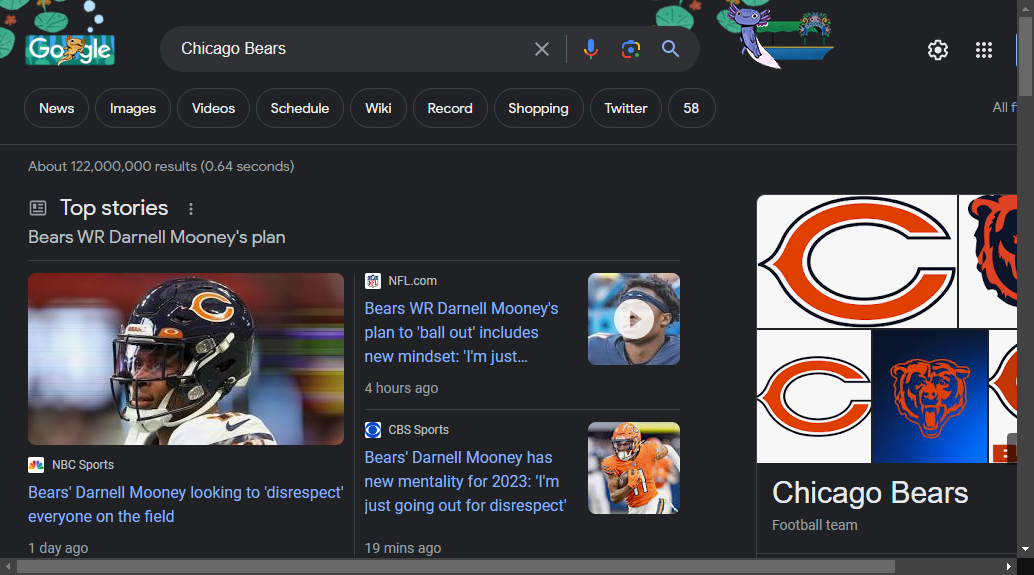 Google
Chicago Bears
News
Images
Videos
Schedule
Wiki
Record
Shopping
Twitter
58
All
About 122,000,000 results (0.64 seconds)
Top stories
Bears WR Darnell Mooney's plan
NBC Sports
Bears' Darnell Mooney looking to 'disrespect'
everyone on the field
1 day ago
NFL.com
Bears WR Darnell Mooney's
plan to 'ball out' includes
new mindset: 'I'm just...
4 hours ago
CBS Sports
Bears' Darnell Mooney has
new mentality for 2023: 'I'm
just going out for disrespect'
19 mins ago
Chicago Bears
Football team